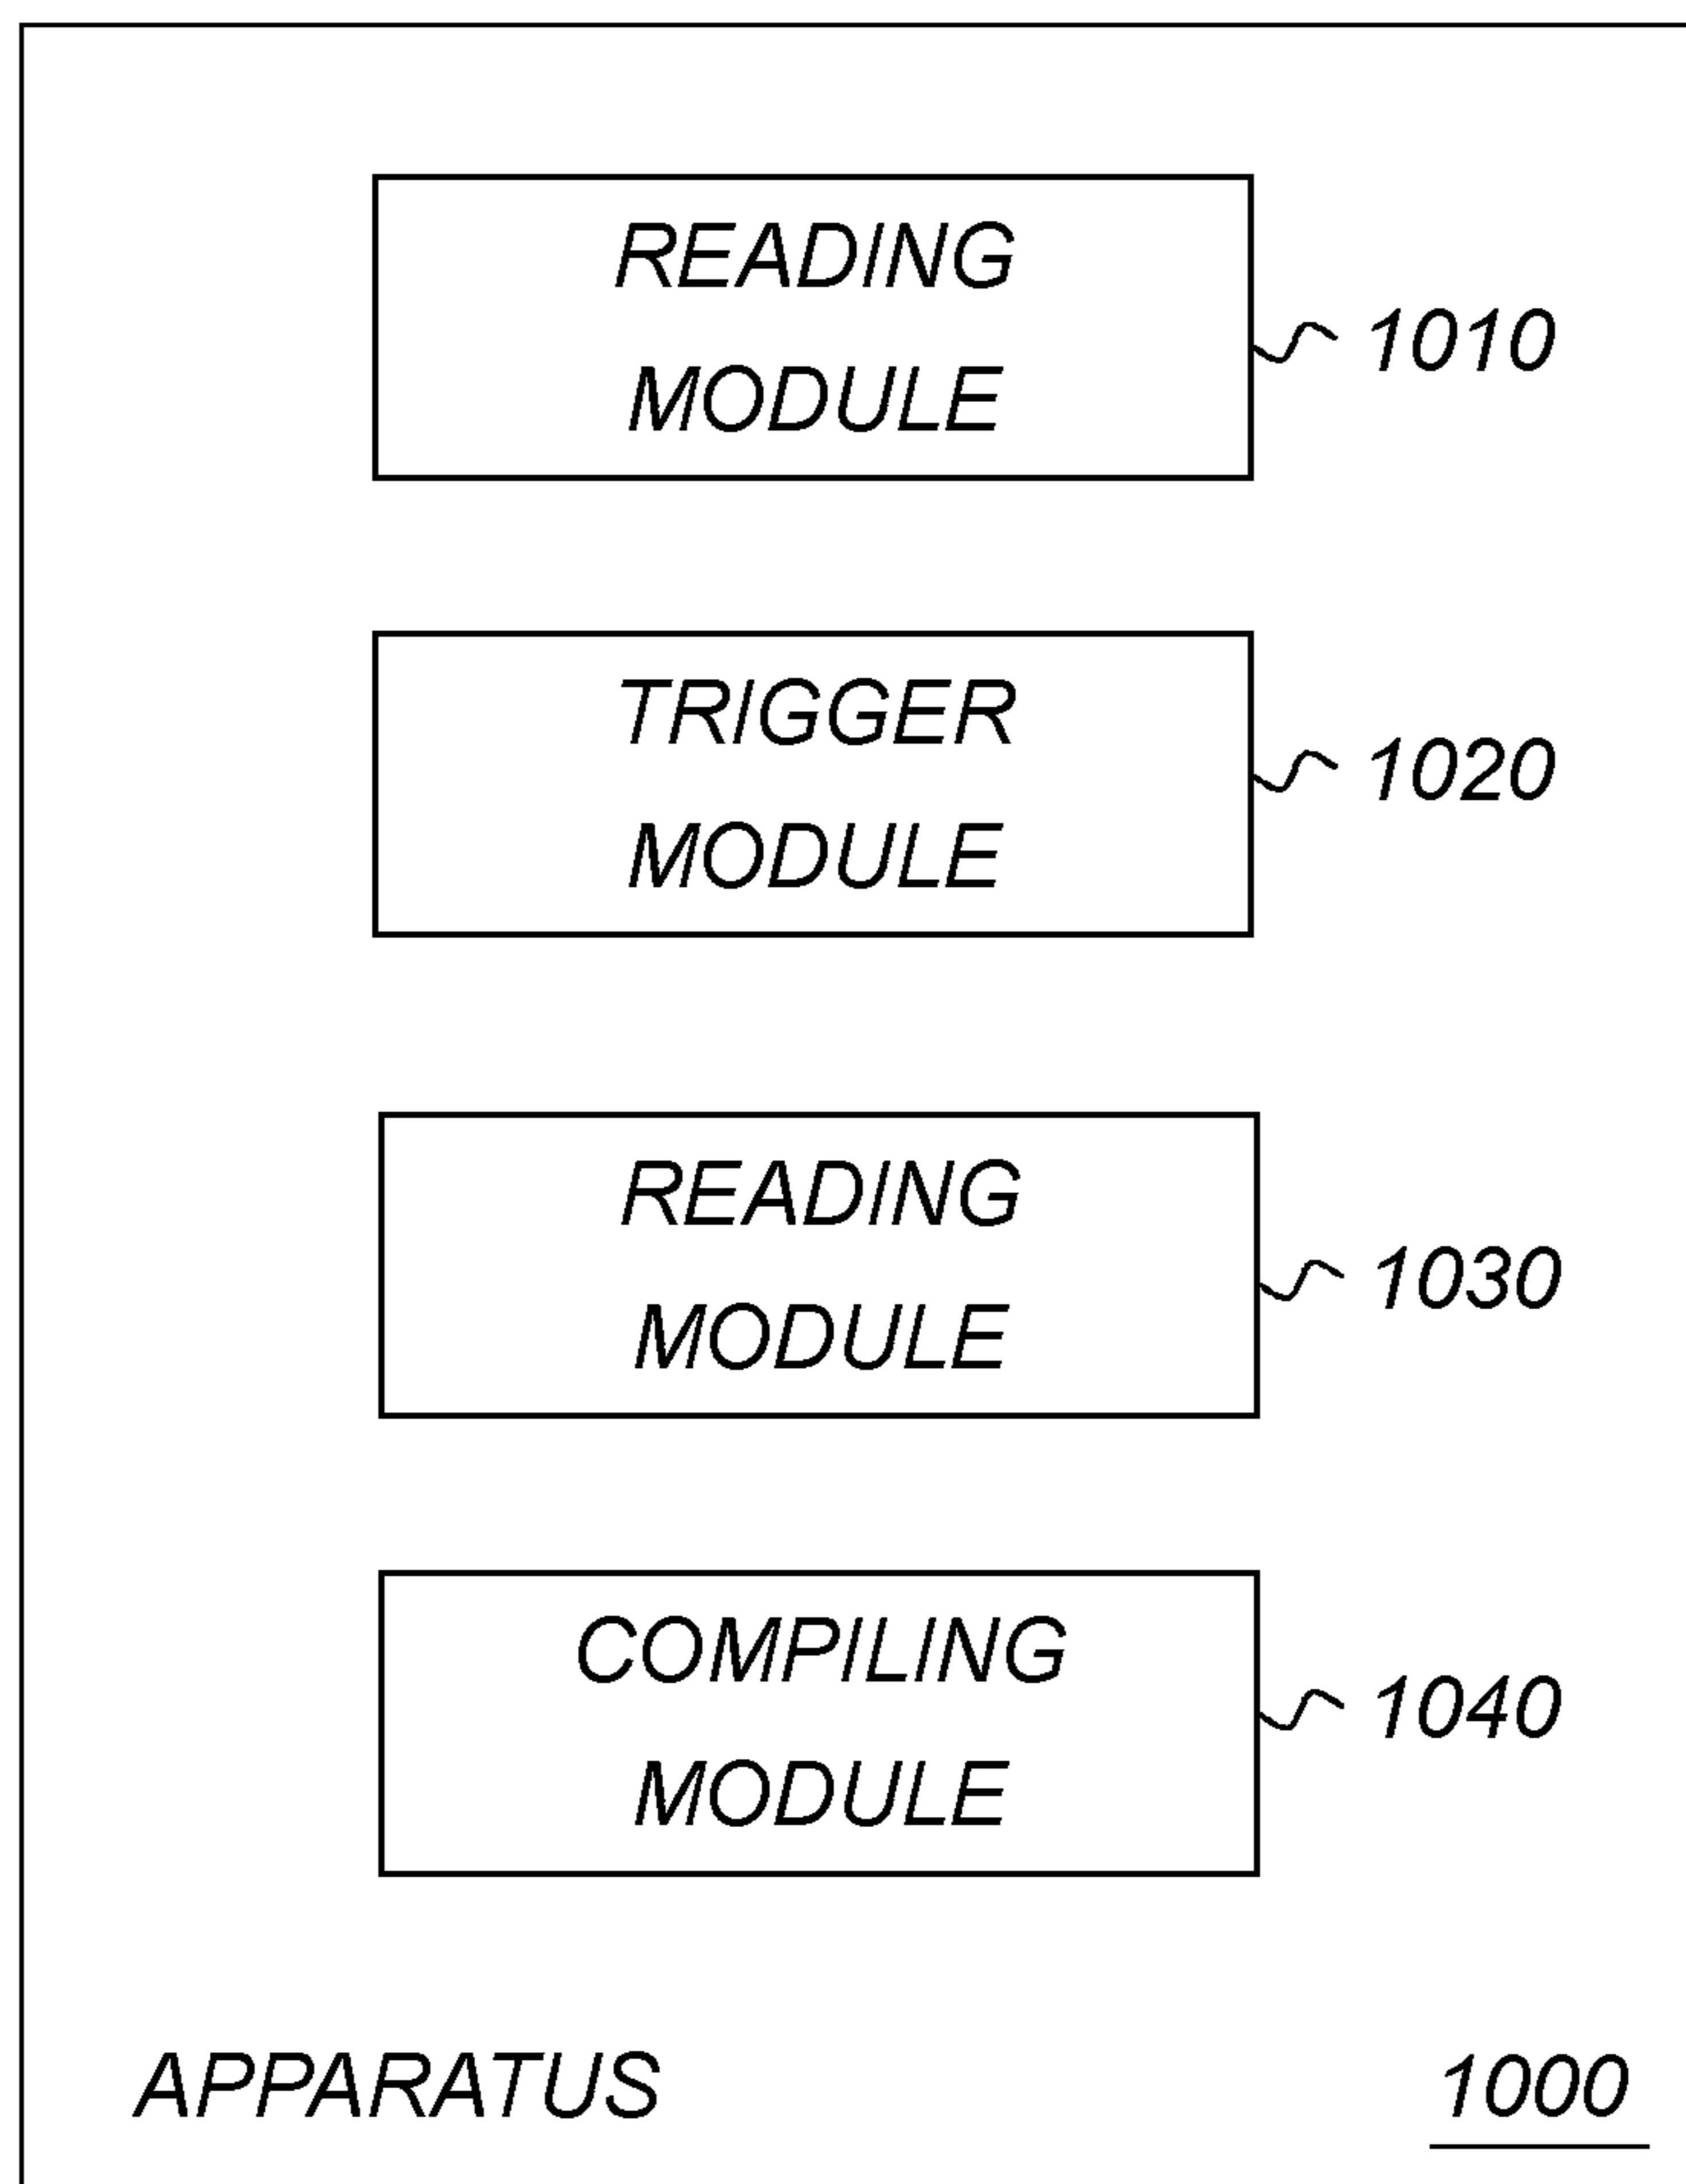 READING
MODULE
1010
TRIGGER
MODULE
1020
READING
MODULE
1030
COMPILING
MODULE
1040
APPARATUS 1000